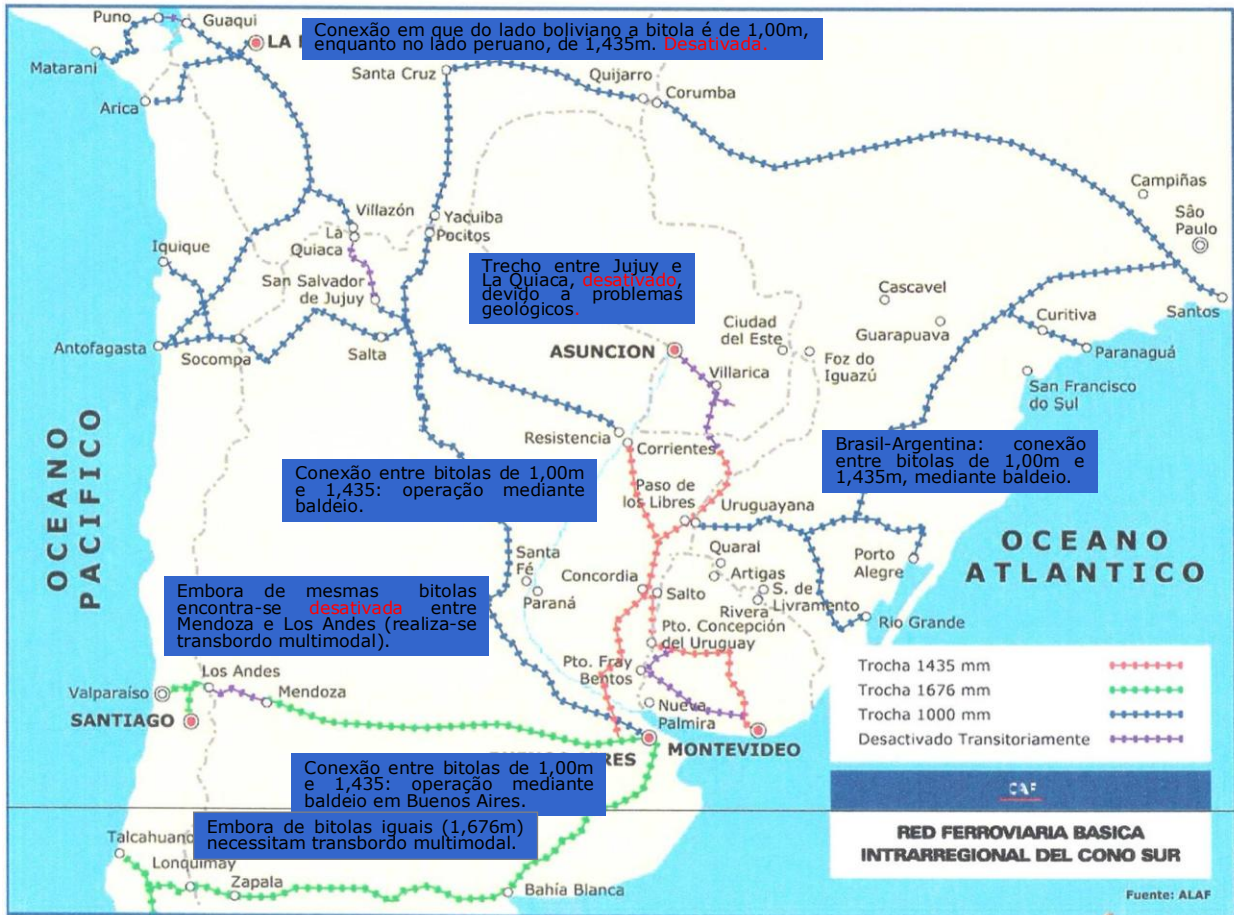 Puno
Guaqui
LA
Matarani
Arica
Conexão em que do lado boliviano a bitola é de 1,00m,
enquanto no lado peruano, de 1,435m. Desativada.
Santa Cruz
Quijarro
Corumba
Campiñas
São
Paulo
Santos
Villazón
La
Quiaca
Yacuiba
Pocitos
Iquique
San Salvador
de Jujuy
Trecho entre Jujuy e
La Quiaca, desativado,
devido a problemas
geológicos.
Cascavel
Guarapuava
Curitiba
Paranaguá
Antofagasta
Socompa
Salta
ASUNCION
Ciudad
del Este
Foz do
Iguazú
Villarica
San Francisco
do Sul
OCEANO
PACIFICO
Resistencia
Corrientes
Conexão entre bitolas de 1,00m
e 1,435: operação mediante
baldeio.
Brasil-Argentina: conexão
entre bitolas de 1,00m e
1,435m, mediante baldeio.
Paso de
los Libres
Uruguayana
OCEANO
ATLANTICO
Santa
Fé
Paraná
Concordia
Salto
Quaral
Artigas
Rivera
S. de
Livramento
Porto
Alegre
Rio Grande
Embora de mesmas bitolas
encontra-se desativada entre
Mendoza e Los Andes (realiza-se
transbordo multimodal).
Pto. Concepción
del Uruguay
Pto. Fray
Bentos
Nueva
Palmira
Los Andes
Valparaíso
Mendoza
SANTIAGO
RES
MONTEVIDEO
Trocha 1435 mm
Trocha 1676 mm
Trocha 1000 mm
Desactivado Transitoriamente
Conexão entre bitolas de 1,00m
e 1,435: operação mediante
baldeio em Buenos Aires.
Embora de bitolas iguais (1,676m)
necessitam transbordo multimodal.
CAF
RED FERROVIARIA BASICA
INTRARREGIONAL DEL CONO SUR
Talcahuano
Lonquimay
Zapala
Bahía Blanca
Fuente: ALAF